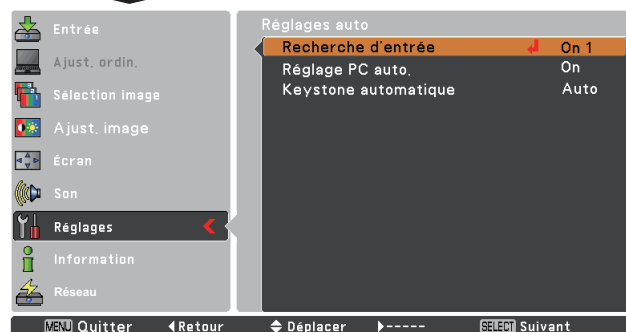 Entrée
Ajust. ordin.
Sélection image
Ajust. image
Écran
Son
Réglages
Information
Réseau
Réglages auto
Recherche d'entrée On 1
Réglage PC auto. On
Keystone automatique Auto
MENU Quitter Retour Déplacer ----- SELECT Suivant